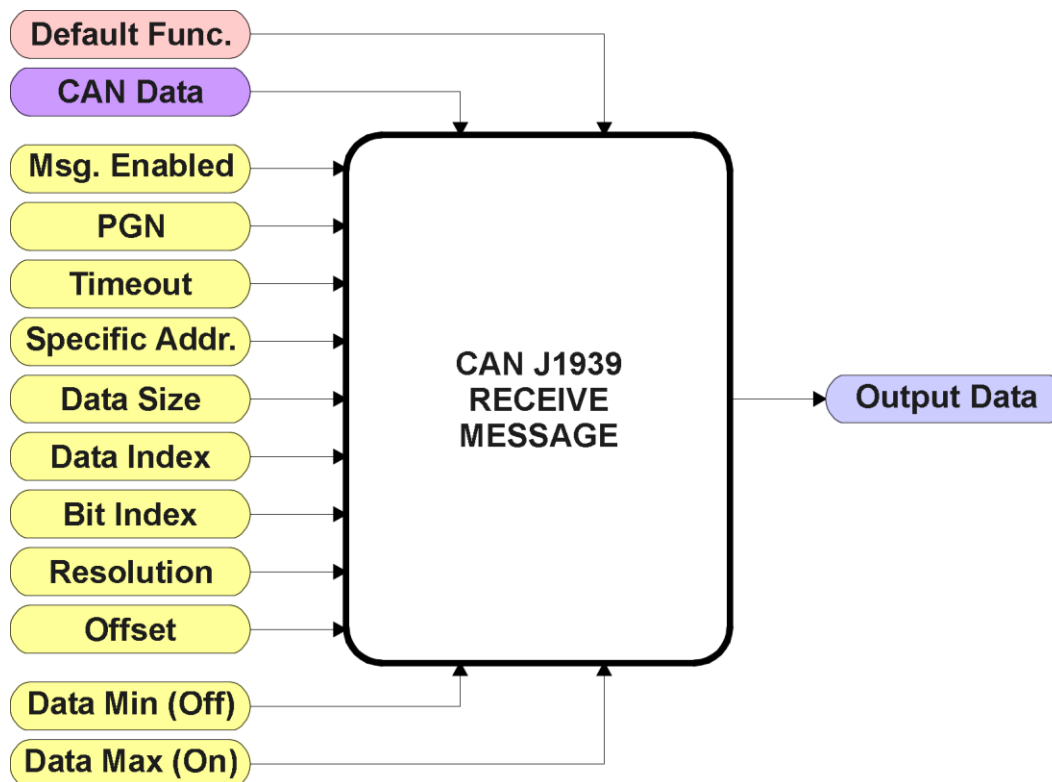 Default Func.
CAN Data
Msg. Enabled
PGN
Timeout
Specific Addr.
Data Size
Data Index
Bit Index
Resolution
Offset
Data Min (Off)
Data Max (On)
CAN J1939
RECEIVE
MESSAGE
Output Data